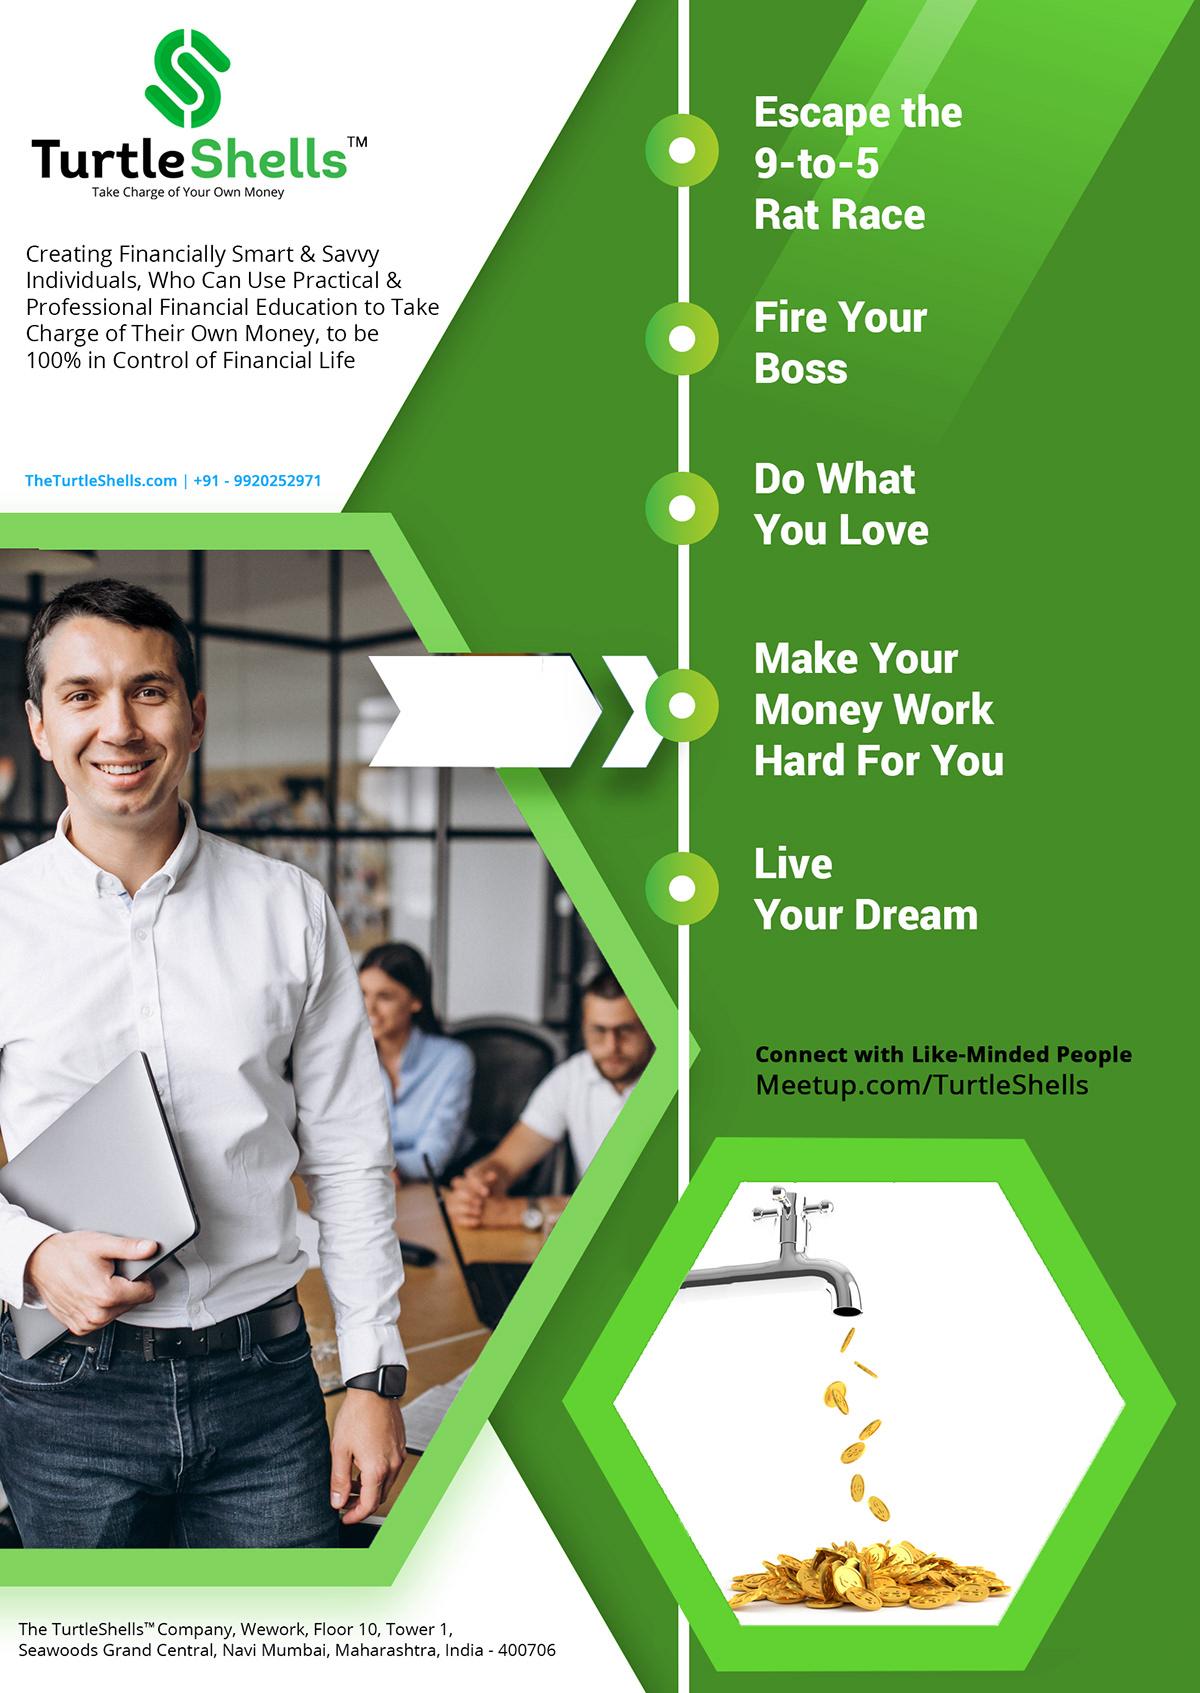 TurtleShells™
Take Charge of Your Own Money
Creating Financially Smart & Savvy
Individuals, Who Can Use Practical &
Professional Financial Education to Take
Charge of Their Own Money, to be
100% in Control of Financial Life
TheTurtleShells.com | +91 - 9920252971
Escape the
9-to-5
Rat Race
Fire Your
Boss
Do What
You Love
Make Your
Money Work
Hard For You
Live
Your Dream
Connect with Like-Minded People
Meetup.com/TurtleShells
The TurtleShells™ Company, Wework, Floor 10, Tower 1,
Seawoods Grand Central, Navi Mumbai, Maharashtra, India - 400706